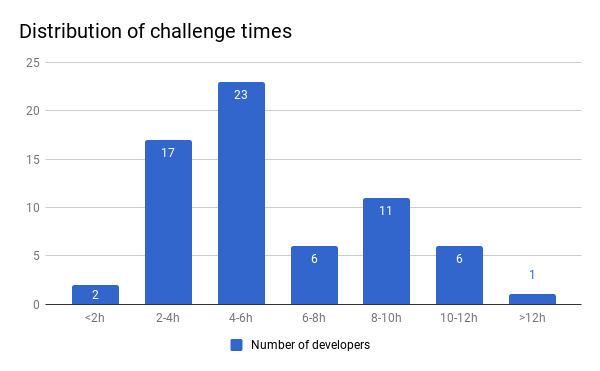 Distribution of challenge times
25
20
15
10
5
0
2
17
23
6
11
6
1
<2h
2-4h
4-6h
6-8h
8-10h
10-12h
>12h
Number of developers